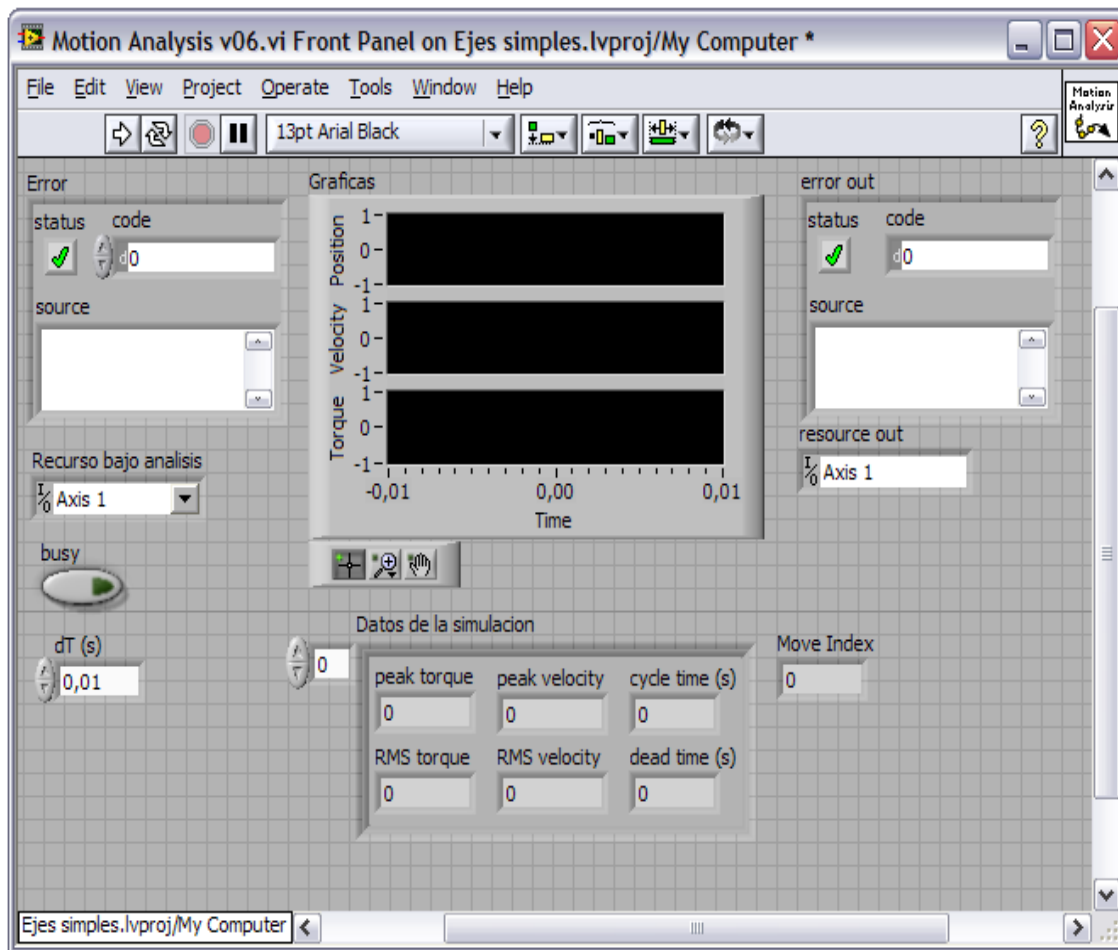 Motion Analysis v06.vi Front Panel on Ejes simples.lvproj/My Computer *
File Edit View Project Operate Tools Window Help
Motion
Analysis
13pt Arial Black
Error
status code
d0
source
Recurso bajo analisis
Axis 1
busy
dT (s)
0,01
Graficas
Position
1
0
-1
Velocity
1
0
-1
Torque
1
0
-1
-0,01 0,00 0,01
Time
error out
status code
d0
source
resource out
Axis 1
Datos de la simulacion
0
peak torque peak velocity cycle time (s)
0 0 0
RMS torque RMS velocity dead time (s)
0 0 0
Move Index
0
Ejes simples.lvproj/My Computer